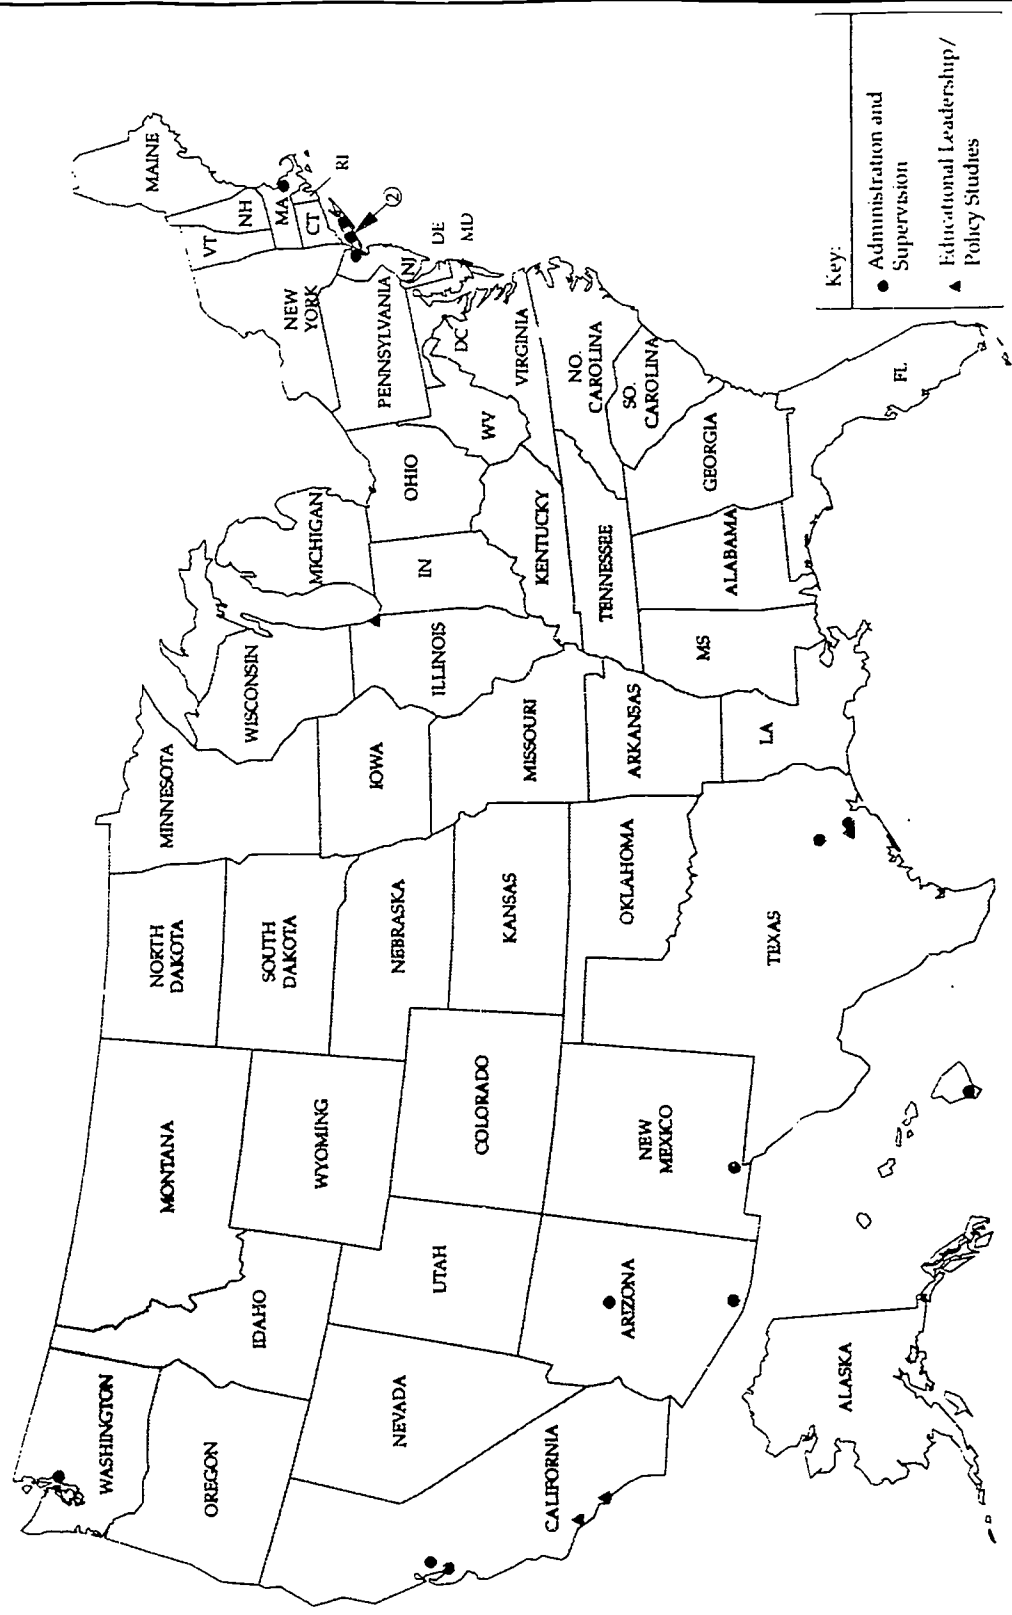 WASHINGTON
OREGON
CALIFORNIA
NEVADA
IDAHO
MONTANA
WYOMING
UTAH
ARIZONA
COLORADO
NEW
MEXICO
NORTH
DAKOTA
SOUTH
DAKOTA
NEBRASKA
KANSAS
OKLAHOMA
TEXAS
MINNESOTA
IOWA
MISSOURI
ARKANSAS
LA
WISCONSIN
ILLINOIS
MICHIGAN
IN
OHIO
KENTUCKY
TENNESSEE
MS
ALABAMA
GEORGIA
FL
SO.
CAROLINA
NO.
CAROLINA
VIRGINIA
WV
DC
MD
DE
NJ
PENNSYLVANIA
NEW
YORK
VT
NH
MAINE
MA
CT
RI
2
ALASKA
Key:
Administration and
Supervision
Educational Leadership/
Policy Studies